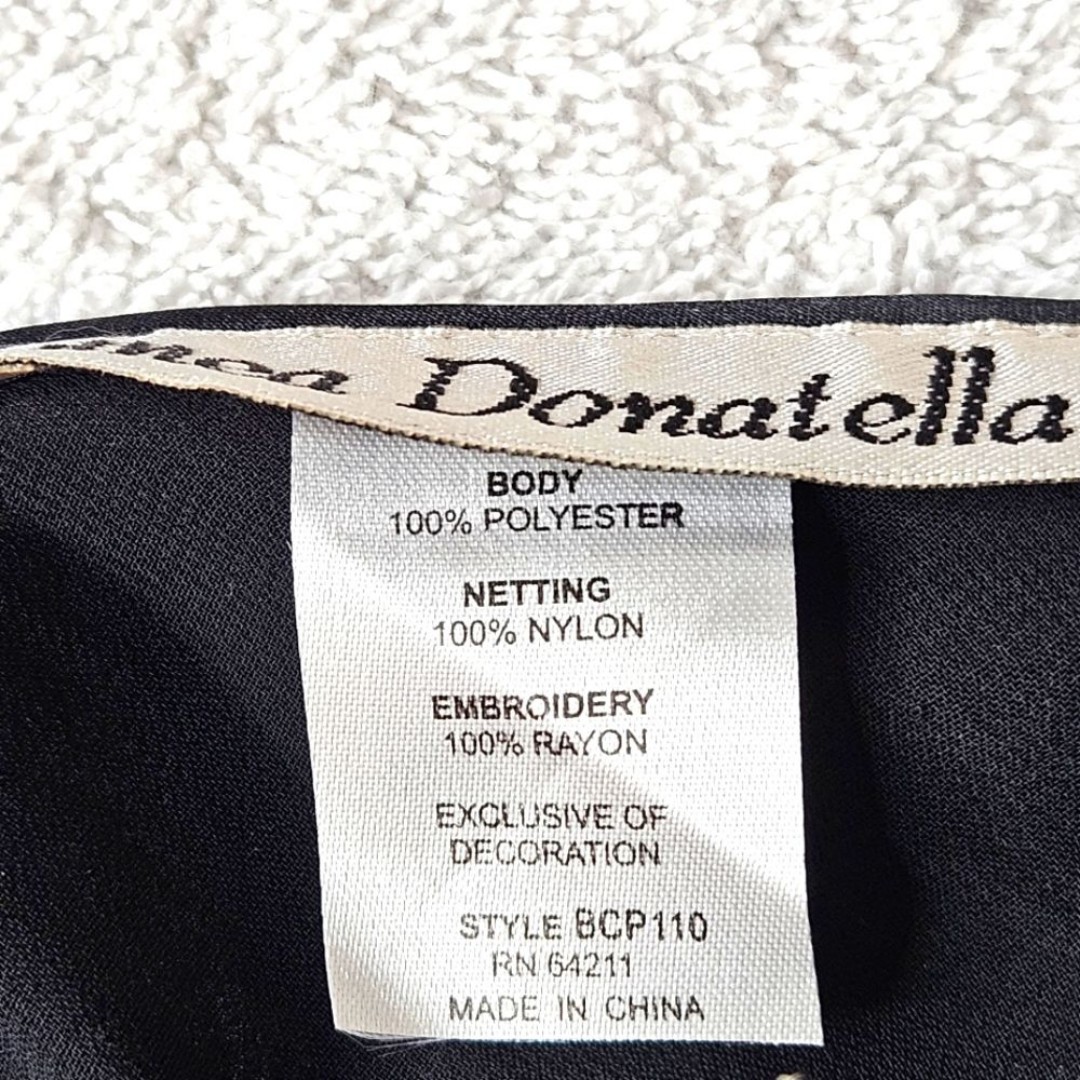 Donatella
BODY
100% POLYESTER
NETTING
100% NYLON
EMBROIDERY
100% RAYON
EXCLUSIVE OF
DECORATION
STYLE BCP110
RN 64211
MADE IN CHINA